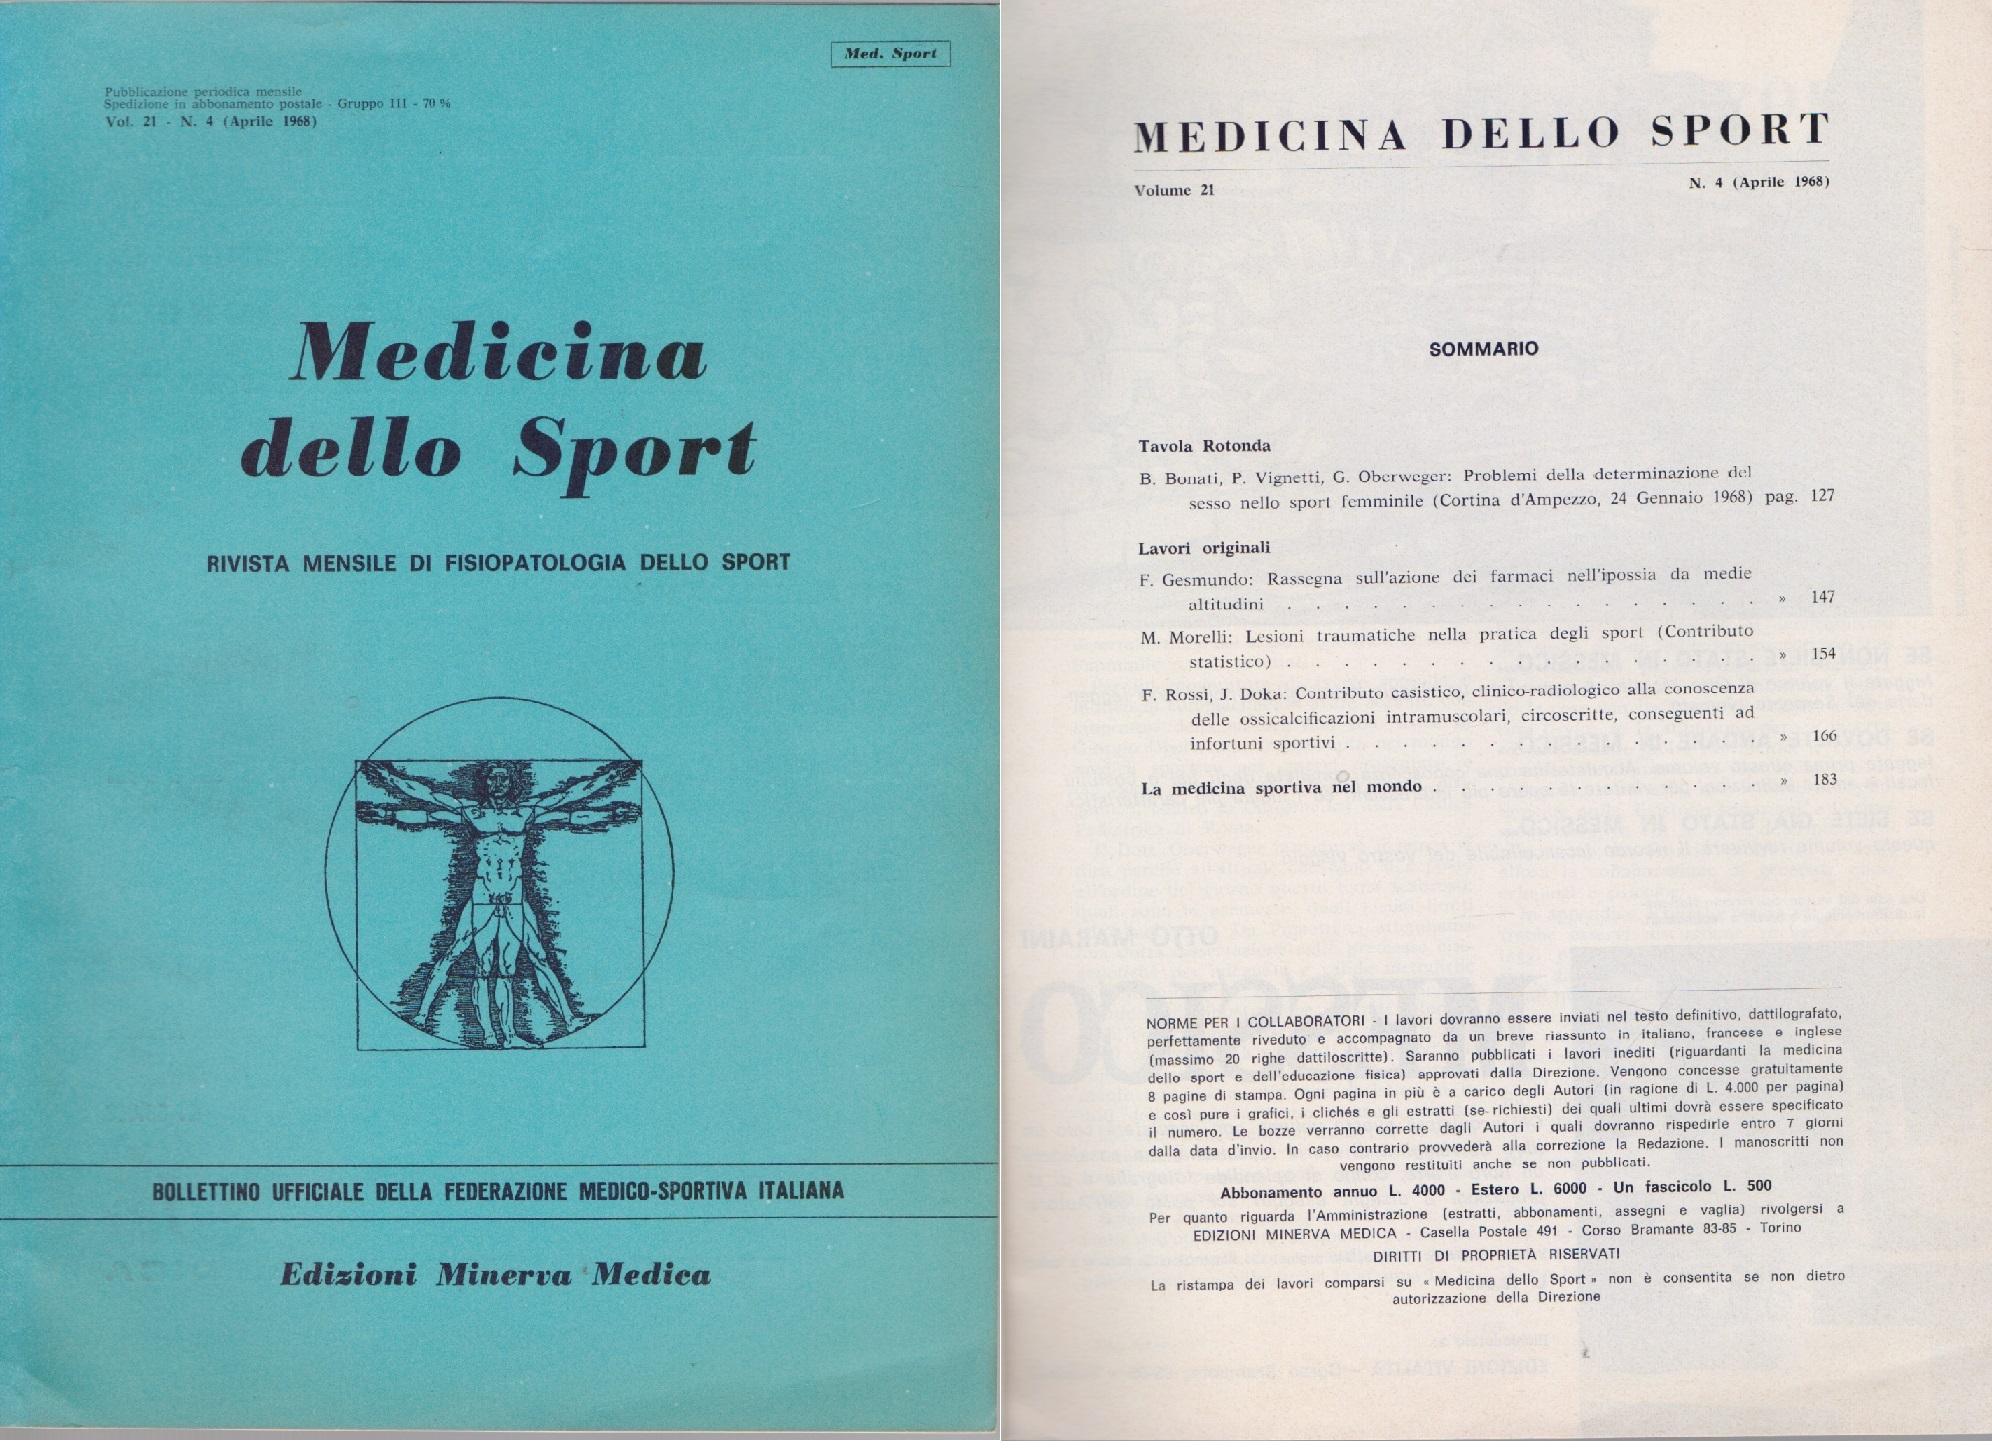 Med. Sport
Pubblicazione periodica mensile
Spedizione in abbonamento postale - Gruppo III - 70 %
Vol. 21 - N. 4 (Aprile 1968)
Medicina
dello Sport
RIVISTA MENSILE DI FISIOPATOLOGIA DELLO SPORT
BOLLETTINO UFFICIALE DELLA FEDERAZIONE MEDICO-SPORTIVA ITALIANA
Edizioni Minerva Medica
MEDICINA DELLO SPORT
Volume 21 N. 4 (Aprile 1968)
SOMMARIO
Tavola Rotonda
B. Bonati, P. Vignetti, G. Oberweger: Problemi della determinazione del
sesso nello sport femminile (Cortina d'Ampezzo, 24 Gennaio 1968) pag. 127
Lavori originali
F. Gesmundo: Rassegna sull'azione dei farmaci nell'ipossia da medie
altitudini . . . . . . . . . . . . . . . . . » 147
M. Morelli: Lesioni traumatiche nella pratica degli sport (Contributo
statistico) . . . . . . . . . . . . . . . . . » 154
F. Rossi, J. Doka: Contributo casistico, clinico-radiologico alla conoscenza
delle ossicalcificazioni intramuscolari, circoscritte, conseguenti ad
infortuni sportivi . . . . . . . . . . . . . . . » 166
La medicina sportiva nel mondo . . . . . . . . . . . . » 183
NORME PER I COLLABORATORI - I lavori dovranno essere inviati nel testo definitivo, dattilografato,
perfettamente riveduto e accompagnato da un breve riassunto in italiano, francese e inglese
(massimo 20 righe dattiloscritte). Saranno pubblicati i lavori inediti (riguardanti la medicina
dello sport e dell'educazione fisica) approvati dalla Direzione. Vengono concesse gratuitamente
8 pagine di stampa. Ogni pagina in più è a carico degli Autori (in ragione di L. 4.000 per pagina)
e così pure i grafici, i clichés e gli estratti (se richiesti) dei quali ultimi dovrà essere specificato
il numero. Le bozze verranno corrette dagli Autori i quali dovranno rispedirle entro 7 giorni
dalla data d'invio. In caso contrario provvederà alla correzione la Redazione. I manoscritti non
vengono restituiti anche se non pubblicati.
Abbonamento annuo L. 4000 - Estero L. 6000 - Un fascicolo L. 500
Per quanto riguarda l'Amministrazione (estratti, abbonamenti, assegni e vaglia) rivolgersi a
EDIZIONI MINERVA MEDICA - Casella Postale 491 - Corso Bramante 83-85 - Torino
DIRITTI DI PROPRIETÀ RISERVATI
La ristampa dei lavori comparsi su « Medicina dello Sport » non è consentita se non dietro
autorizzazione della Direzione